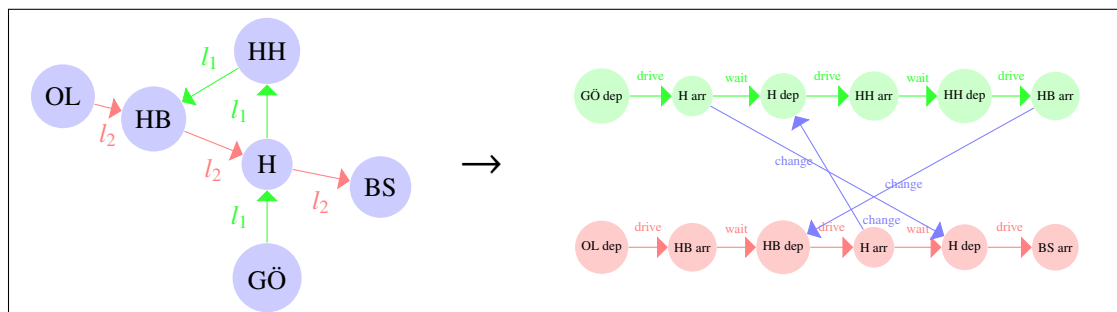 HH
l1
OL
l1
HB
l2
l2
H
BS
l2
l1
GÖ
→
drive wait drive wait drive
GÖ dep H arr H dep HH arr HH dep HB arr
change
change
change
drive wait drive wait drive
OL dep HB arr HB dep H arr H dep BS arr